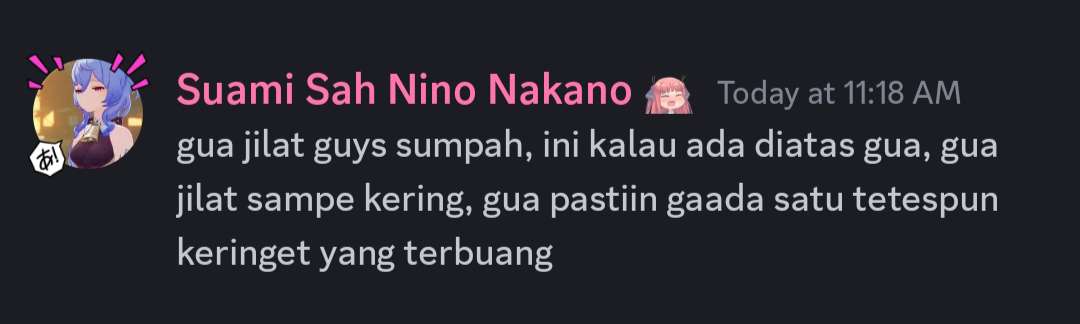 Suami Sah Nino Nakano Today at 11:18 AM
gua jilat guys sumpah, ini kalau ada diatas gua, gua
jilat sampe kering, gua pastiin gaada satu tetespun
keringet yang terbuang
あ!